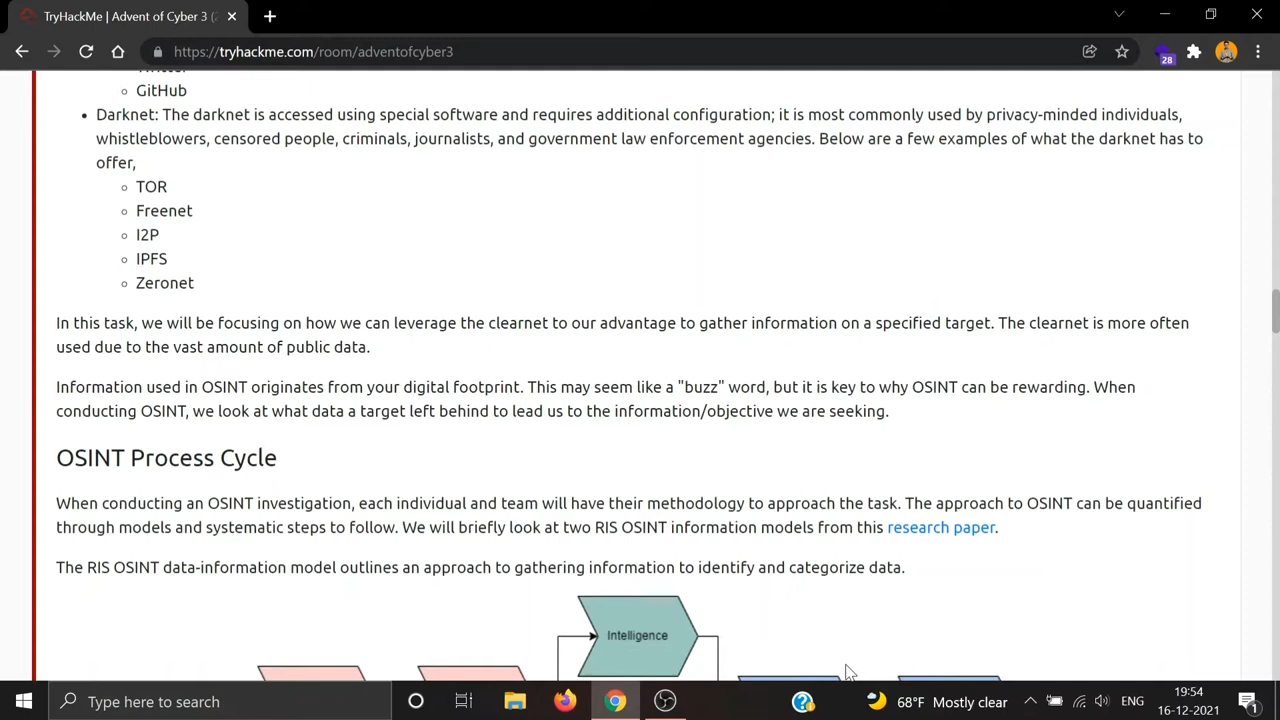 TryHackMe | Advent of Cyber 3 (
https://tryhackme.com/room/adventofcyber3
28
Twitter
GitHub
Darknet: The darknet is accessed using special software and requires additional configuration; it is most commonly used by privacy-minded individuals,
whistleblowers, censored people, criminals, journalists, and government law enforcement agencies. Below are a few examples of what the darknet has to
offer,
TOR
Freenet
I2P
IPFS
Zeronet
In this task, we will be focusing on how we can leverage the clearnet to our advantage to gather information on a specified target. The clearnet is more often
used due to the vast amount of public data.
Information used in OSINT originates from your digital footprint. This may seem like a "buzz" word, but it is key to why OSINT can be rewarding. When
conducting OSINT, we look at what data a target left behind to lead us to the information/objective we are seeking.
OSINT Process Cycle
When conducting an OSINT investigation, each individual and team will have their methodology to approach the task. The approach to OSINT can be quantified
through models and systematic steps to follow. We will briefly look at two RIS OSINT information models from this research paper.
The RIS OSINT data-information model outlines an approach to gathering information to identify and categorize data.
Intelligence
Type here to search
68°F Mostly clear
ENG
19:54
16-12-2021
1